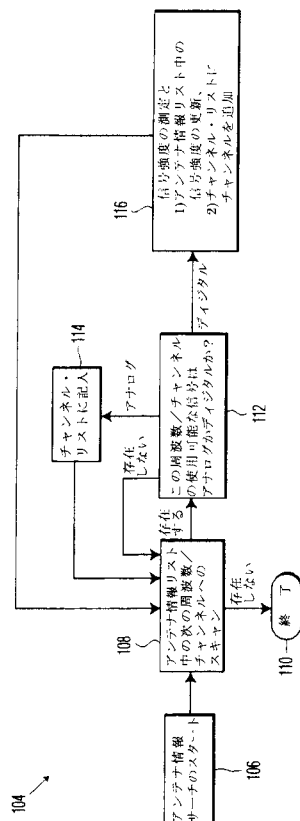 104
106
アンテナ情報
サーチのスタート
108
アンテナ情報リスト
中の次の周波数/
チャンネルへの
スキャン
存在しない
110
終了
存在
する
存在
しない
この周波数/チャンネル
の使用可能な信号は
アナログかディジタルか?
112
アナログ
114
チャンネル・
リストに記入
ディジタル
116
信号強度の測定と
1)アンテナ情報リスト中の
信号強度の更新、
2)チャンネル・リストに
チャンネルを追加